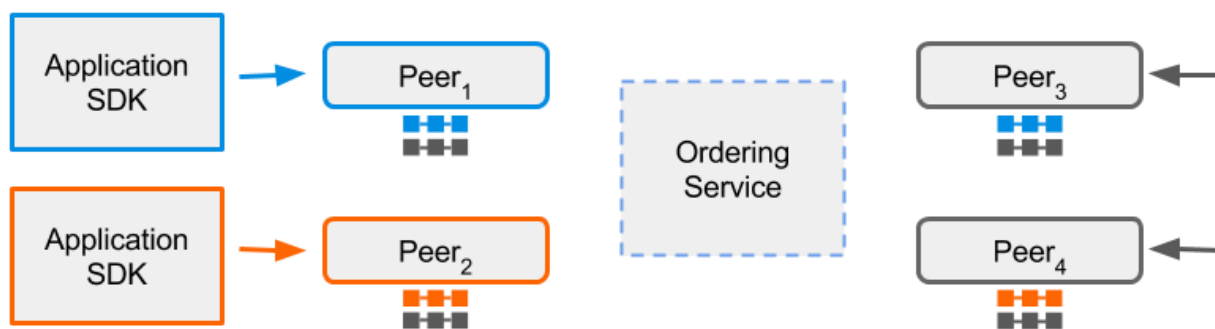 Application
SDK
Peer₁
Ordering
Service
Peer₃
Application
SDK
Peer₂
Peer₄